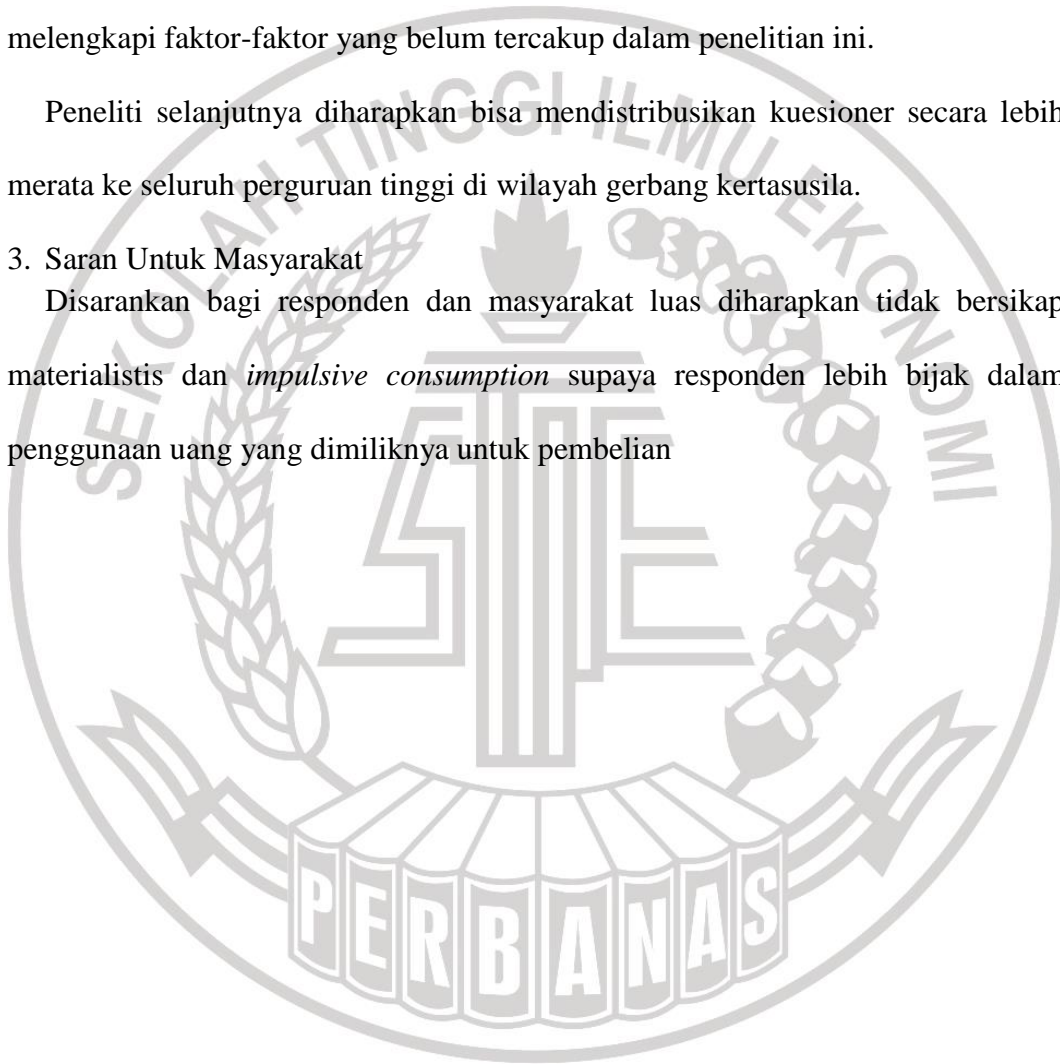 melengkapi faktor-faktor yang belum tercakup dalam penelitian ini.
Peneliti selanjutnya diharapkan bisa mendistribusikan kuesioner secara lebih
merata ke seluruh perguruan tinggi di wilayah gerbang kertasusila.
3. Saran Untuk Masyarakat
Disarankan bagi responden dan masyarakat luas diharapkan tidak bersikap
materialistis dan impulsive consumption supaya responden lebih bijak dalam
penggunaan uang yang dimiliknya untuk pembelian
SEKOLAH TINGGI ILMU EKONOMI
PERBANAS